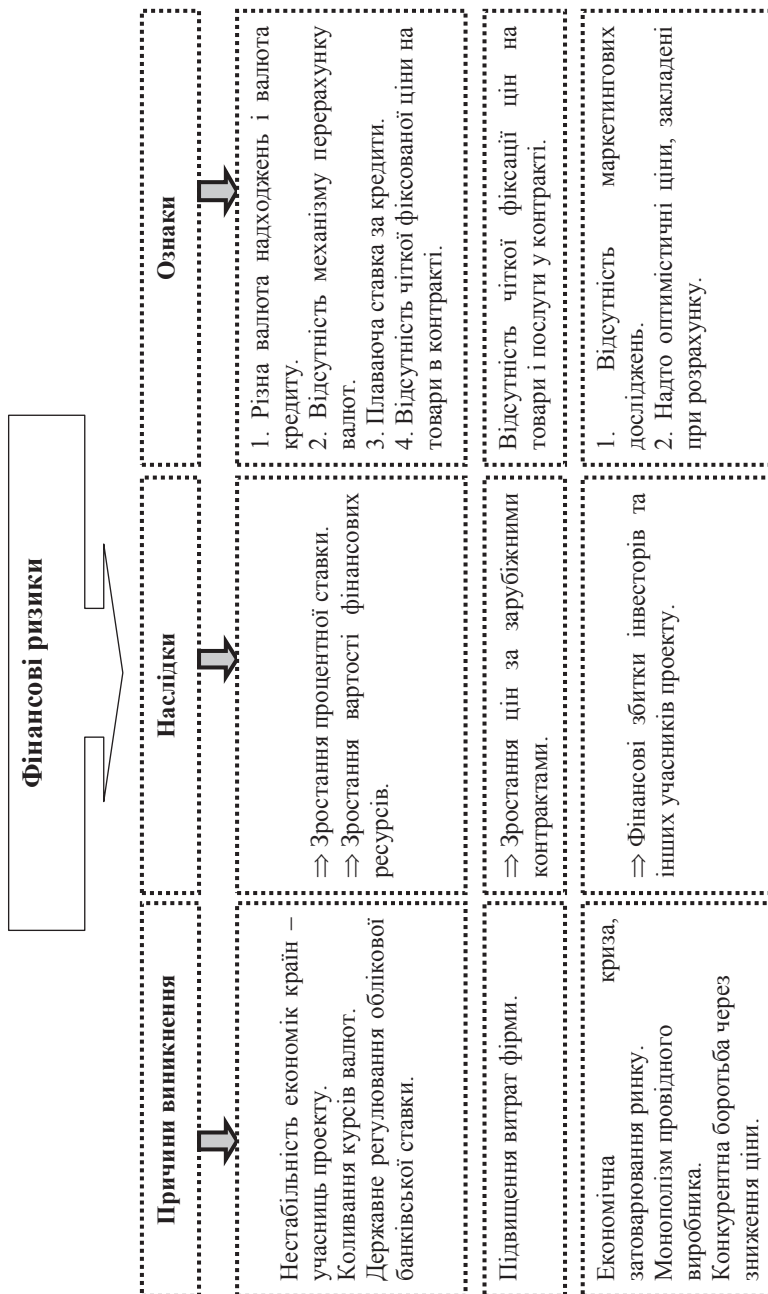 Фінансові ризики
Причини виникнення
Наслідки
Ознаки
Нестабільність економік країн –
учасниць проекту.
Коливання курсів валют.
Державне регулювання облікової
банківської ставки.
⇒ Зростання процентної ставки.
⇒ Зростання вартості фінансових
ресурсів.
1. Різна валюта надходжень і валюта
кредиту.
2. Відсутність механізму перерахунку
валют.
3. Плаваюча ставка за кредити.
4. Відсутність чіткої фіксованої ціни на
товари в контракті.
Підвищення витрат фірми.
⇒ Зростання цін за зарубіжними
контрактами.
Відсутність чіткої фіксації цін на
товари і послуги у контракті.
Економічна криза,
затоварювання ринку.
Монополізм провідного
виробника.
Конкурентна боротьба через
зниження ціни.
⇒ Фінансові збитки інвесторів та
інших учасників проекту.
1. Відсутність маркетингових
досліджень.
2. Надто оптимістичні ціни, закладені
при розрахунку.